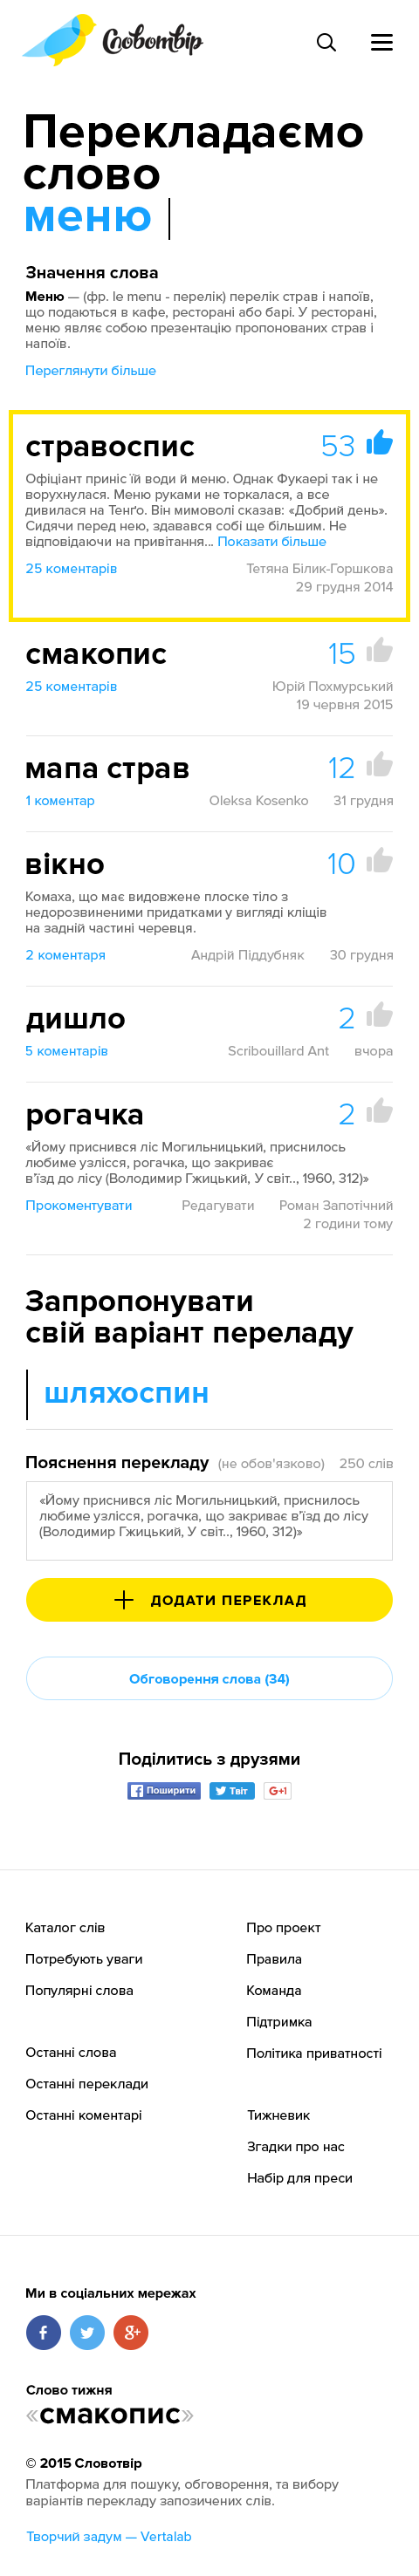 Словотвір
Перекладаємо
слово
меню
Значення слова
Меню — (фр. le menu - перелік) перелік страв і напоїв,
що подаються в кафе, ресторані або барі. У ресторані,
меню являє собою презентацію пропонованих страв і
напоїв.
Переглянути більше
стравоспис 53
Офіціант приніс їй води й меню. Однак Фукаері так і не
ворухнулася. Меню руками не торкалася, а все
дивилася на Тенґо. Він мимоволі сказав: «Добрий день».
Сидячи перед нею, здавався собі ще більшим. Не
відповідаючи на привітання... Показати більше
25 коментарів Тетяна Білик-Горшкова
29 грудня 2014
смакопис 15
25 коментарів Юрій Похмурський
19 червня 2015
мапа страв 12
1 коментар Oleksa Kosenko 31 грудня
вікно 10
Комаха, що має видовжене плоске тіло з
недорозвиненими придатками у вигляді кліщів
на задній частині черевця.
2 коментаря Андрій Піддубняк 30 грудня
дишло 2
5 коментарів Scribouillard Ant вчора
рогачка 2
«Йому приснився ліс Могильницький, приснилось
любиме узлісся, рогачка, що закриває
в’їзд до лісу (Володимир Гжицький, У світ.., 1960, 312)»
Прокоментувати Редагувати Роман Запотічний
2 години тому
Запропонувати
свій варіант переладу
шляхоспин
Пояснення перекладу (не обов’язково) 250 слів
«Йому приснився ліс Могильницький, приснилось
любиме узлісся, рогачка, що закриває в’їзд до лісу
(Володимир Гжицький, У світ.., 1960, 312)»
ДОДАТИ ПЕРЕКЛАД
Обговорення слова (34)
Поділитись з друзями
Поширити Твіт G+1
Каталог слів
Потребують уваги
Популярні слова
Останні слова
Останні переклади
Останні коментарі
Про проект
Правила
Команда
Підтримка
Політика приватності
Тижневик
Згадки про нас
Набір для преси
Ми в соціальних мережах
Слово тижня
«смакопис»
© 2015 Словотвір
Платформа для пошуку, обговорення, та вибору
варіантів перекладу запозичених слів.
Творчий задум — Vertalab